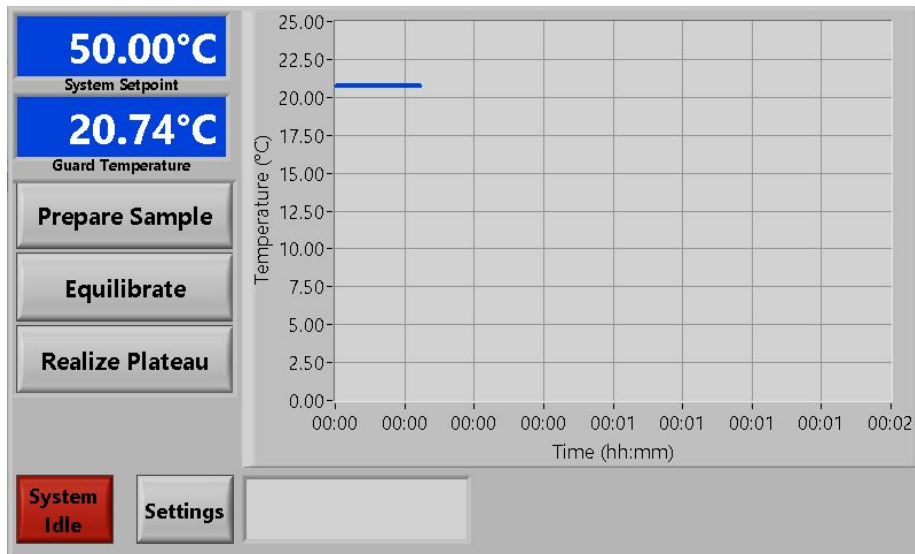 50.00°C
System Setpoint
20.74°C
Guard Temperature
Prepare Sample
Equilibrate
Realize Plateau
System
Idle
Settings
25.00
22.50
20.00
17.50
15.00
12.50
10.00
7.50
5.00
2.50
0.00
Temperature (°C)
00:00 00:00 00:00 00:00 00:01 00:01 00:01 00:01 00:02
Time (hh:mm)